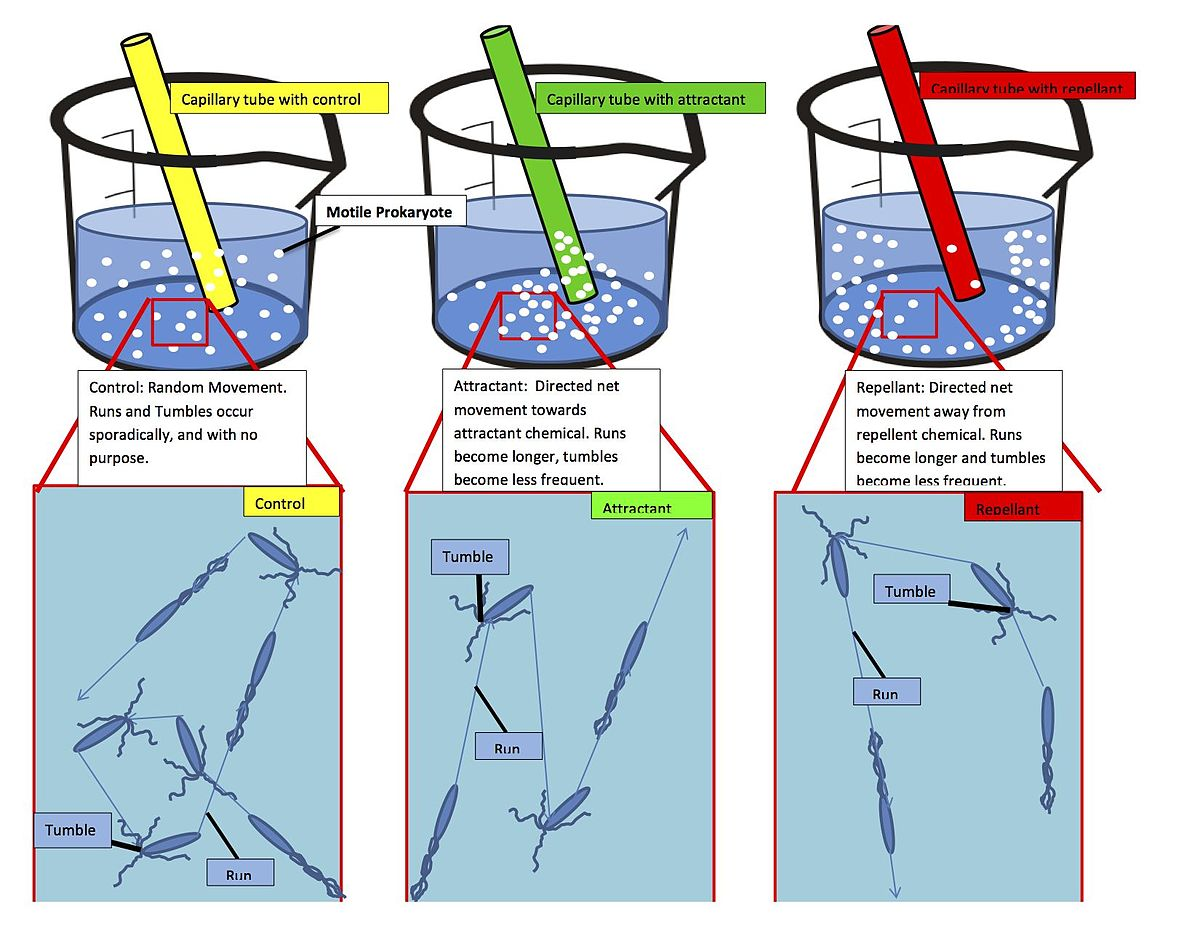 Capillary tube with control
Capillary tube with attractant
Capillary tube with repellant
Motile Prokaryote
Control: Random Movement.
Runs and Tumbles occur
sporadically, and with no
purpose.
Attractant: Directed net
movement towards
attractant chemical. Runs
become longer, tumbles
become less frequent.
Repellant: Directed net
movement away from
repellent chemical. Runs
become longer and tumbles
become less frequent.
Control
Tumble
Run
Attractant
Tumble
Run
Repellant
Tumble
Run